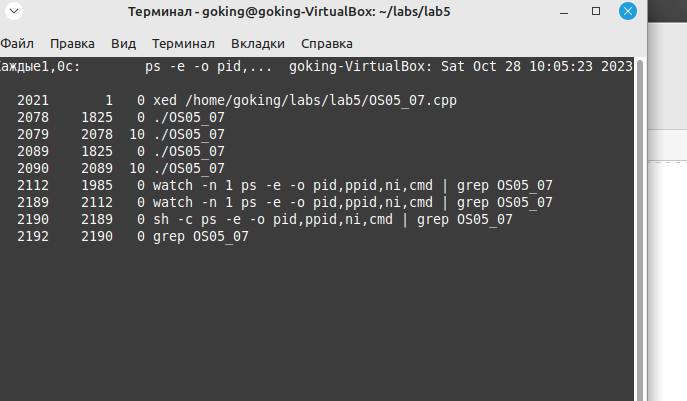 Терминал - goking@goking-VirtualBox: ~/labs/lab5
Файл Правка Вид Терминал Вкладки Справка
Каждые1,0с: ps -e -o pid,... goking-VirtualBox: Sat Oct 28 10:05:23 2023
2021 1 0 xed /home/goking/labs/lab5/OS05_07.cpp
2078 1825 0 ./OS05_07
2079 2078 10 ./OS05_07
2089 1825 0 ./OS05_07
2090 2089 10 ./OS05_07
2112 1985 0 watch -n 1 ps -e -o pid,ppid,ni,cmd | grep OS05_07
2189 2112 0 watch -n 1 ps -e -o pid,ppid,ni,cmd | grep OS05_07
2190 2189 0 sh -c ps -e -o pid,ppid,ni,cmd | grep OS05_07
2192 2190 0 grep OS05_07